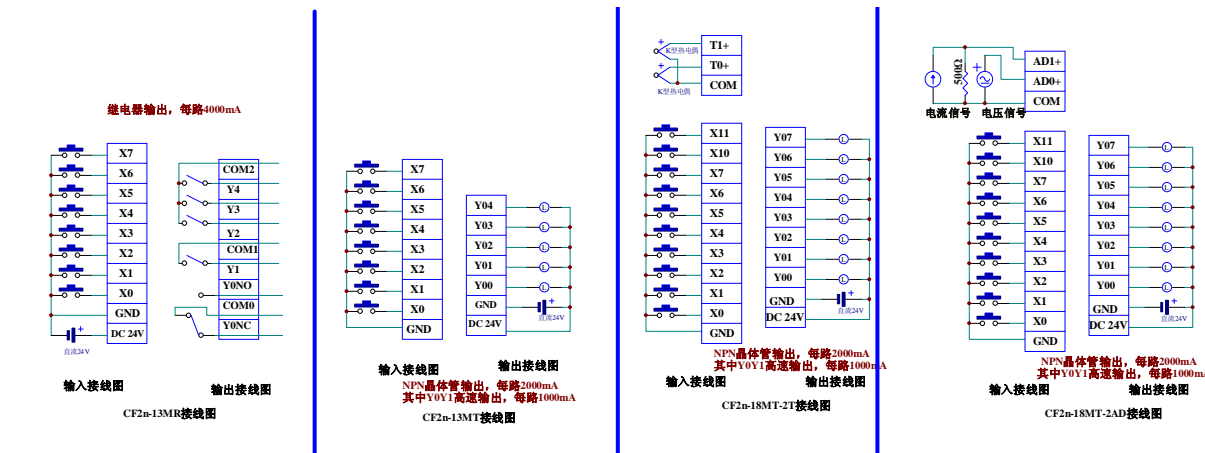 继电器输出，每路4000mA
X7
X6
X5
X4
X3
X2
X1
X0
GND
DC 24V
直流24V
COM2
Y4
Y3
Y2
COM1
Y1
Y0NO
COM0
Y0NC
输入接线图
输出接线图
CF2n-13MR接线图
X7
X6
X5
X4
X3
X2
X1
X0
GND
Y04
L
Y03
L
Y02
L
Y01
L
Y00
L
GND
DC 24V
直流24V
输入接线图
输出接线图
NPN晶体管输出，每路2000mA
其中Y0Y1高速输出，每路1000mA
CF2n-13MT接线图
K型热电偶
K型热电偶
T1+
T0+
COM
X11
X10
X7
X6
X5
X4
X3
X2
X1
X0
GND
Y07
L
Y06
L
Y05
L
Y04
L
Y03
L
Y02
L
Y01
L
Y00
L
GND
DC 24V
直流24V
NPN晶体管输出，每路2000mA
其中Y0Y1高速输出，每路1000mA
输入接线图
输出接线图
CF2n-18MT-2T接线图
500Ω
AD1+
AD0+
COM
电流信号
电压信号
X11
X10
X7
X6
X5
X4
X3
X2
X1
X0
GND
Y07
L
Y06
L
Y05
L
Y04
L
Y03
L
Y02
L
Y01
L
Y00
L
GND
DC 24V
直流24V
NPN晶体管输出，每路2000mA
其中Y0Y1高速输出，每路1000m
输入接线图
输出接线图
CF2n-18MT-2AD接线图